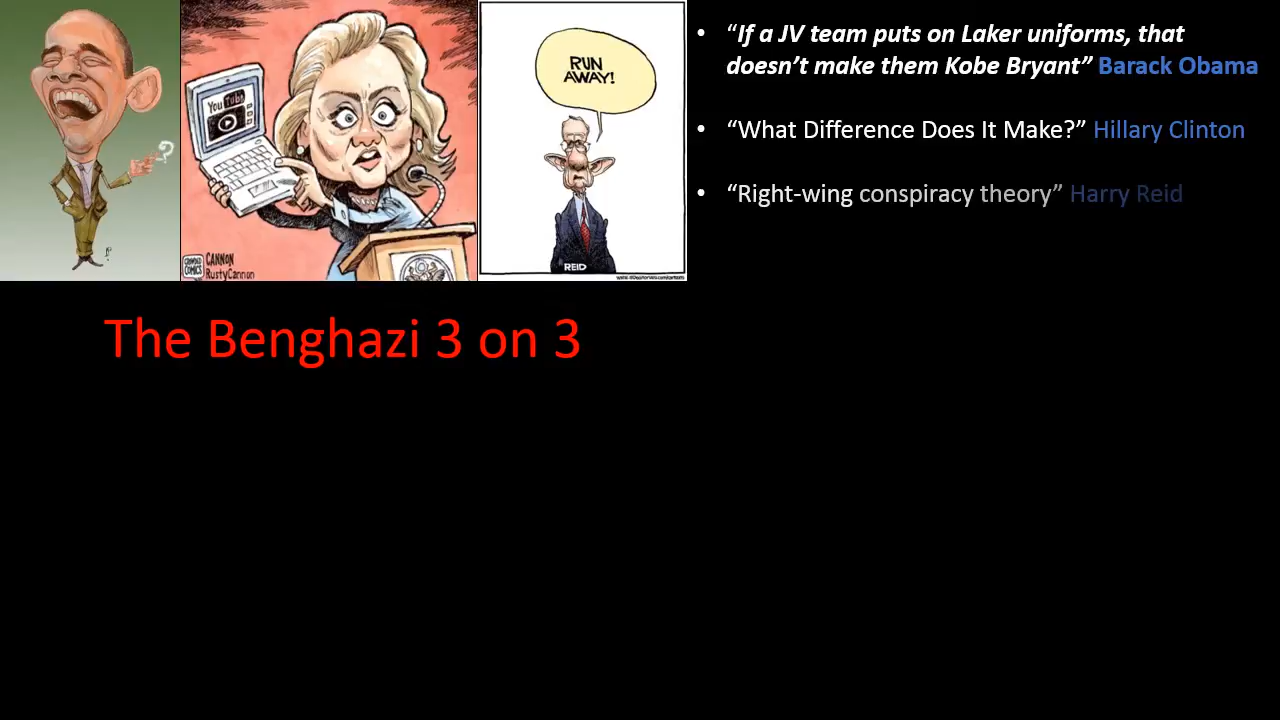 You Tube
CANNON
RustyCannon
RUN
AWAY!
REID
• “If a JV team puts on Laker uniforms, that
doesn’t make them Kobe Bryant” Barack Obama
• “What Difference Does It Make?” Hillary Clinton
• “Right-wing conspiracy theory” Harry Reid
The Benghazi 3 on 3